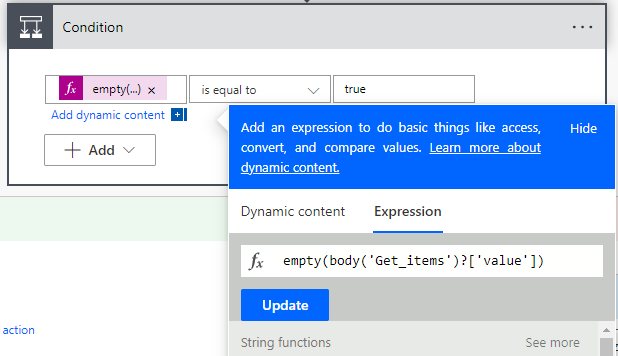 Condition
...
fx empty(...) × is equal to true
Add dynamic content
+ Add
Add an expression to do basic things like access, Hide
convert, and compare values. Learn more about
dynamic content.
Dynamic content Expression
fx empty(body('Get_items')?['value'])
Update
action
String functions See more